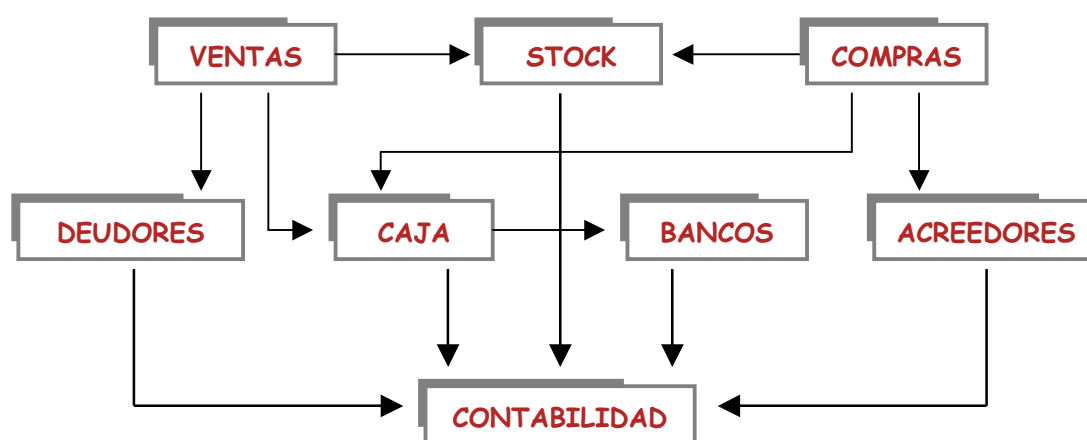 VENTAS
STOCK
COMPRAS
DEUDORES
CAJA
BANCOS
ACREEDORES
CONTABILIDAD